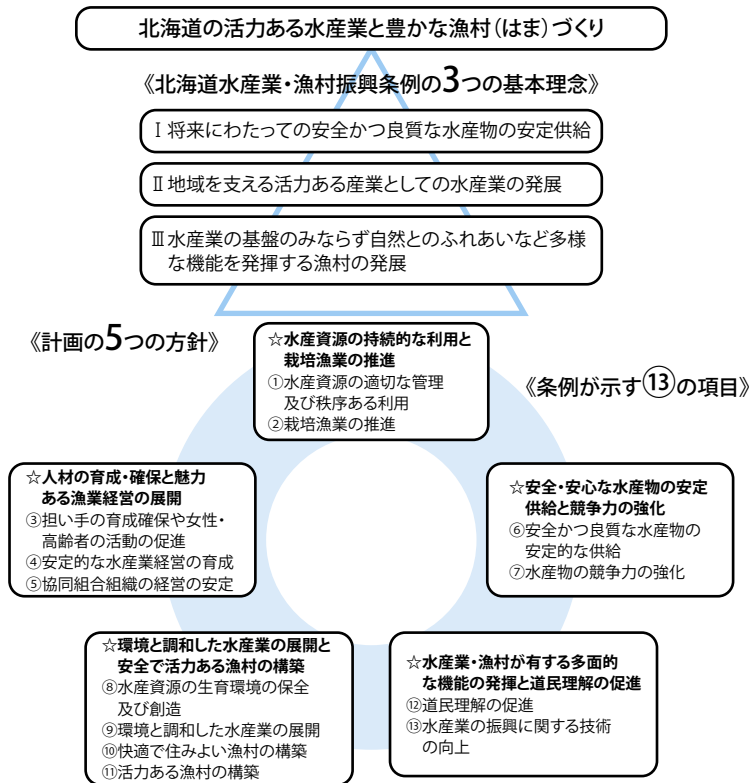 北海道の活力ある水産業と豊かな漁村（はま）づくり
《北海道水産業・漁村振興条例の3つの基本理念》
Ⅰ 将来にわたっての安全かつ良質な水産物の安定供給
Ⅱ 地域を支える活力ある産業としての水産業の発展
Ⅲ 水産業の基盤のみならず自然とのふれあいなど多様
な機能を発揮する漁村の発展
《計画の5つの方針》
《条例が示す⑬の項目》
☆水産資源の持続的な利用と
栽培漁業の推進
①水産資源の適切な管理
及び秩序ある利用
②栽培漁業の推進
☆人材の育成・確保と魅力
ある漁業経営の展開
③担い手の育成確保や女性・
高齢者の活動の促進
④安定的な水産業経営の育成
⑤協同組合組織の経営の安定
☆安全・安心な水産物の安定
供給と競争力の強化
⑥安全かつ良質な水産物の
安定的な供給
⑦水産物の競争力の強化
☆環境と調和した水産業の展開と
安全で活力ある漁村の構築
⑧水産資源の生育環境の保全
及び創造
⑨環境と調和した水産業の展開
⑩快適で住みよい漁村の構築
⑪活力ある漁村の構築
☆水産業・漁村が有する多面的
な機能の発揮と道民理解の促進
⑫道民理解の促進
⑬水産業の振興に関する技術
の向上